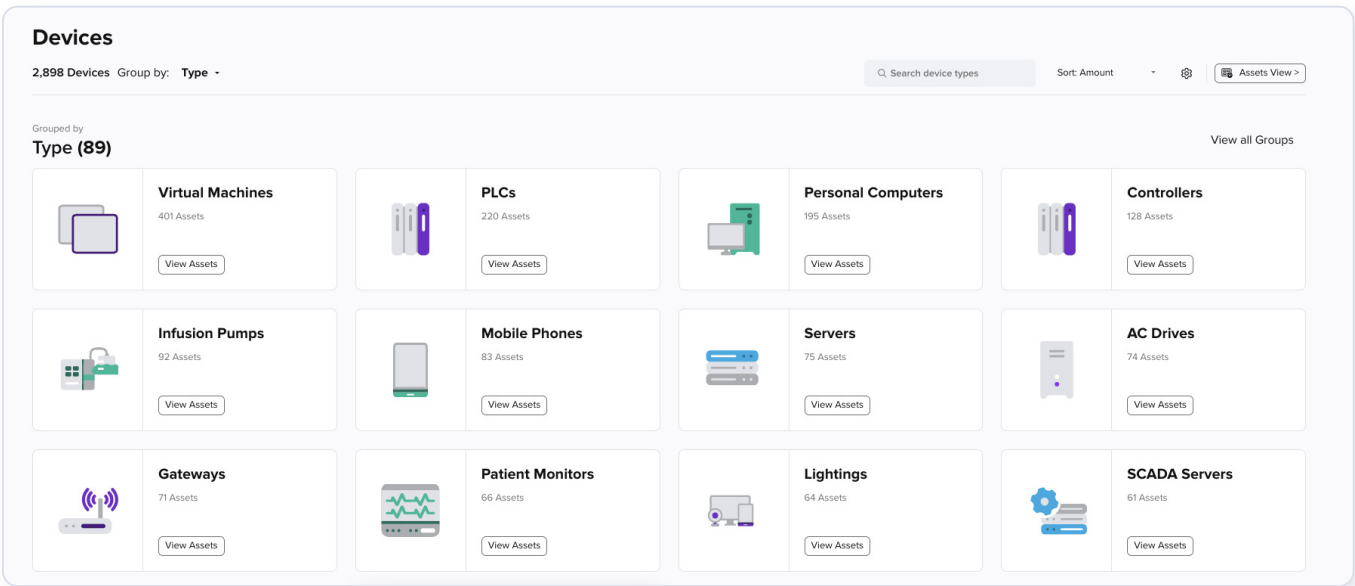 Devices
2,898 Devices Group by: Type
Search device types
Sort: Amount
Assets View >
Grouped by
Type (89)
View all Groups
Virtual Machines
401 Assets
View Assets
PLCs
220 Assets
View Assets
Personal Computers
195 Assets
View Assets
Controllers
128 Assets
View Assets
Infusion Pumps
92 Assets
View Assets
Mobile Phones
83 Assets
View Assets
Servers
75 Assets
View Assets
AC Drives
74 Assets
View Assets
Gateways
71 Assets
View Assets
Patient Monitors
66 Assets
View Assets
Lightings
64 Assets
View Assets
SCADA Servers
61 Assets
View Assets